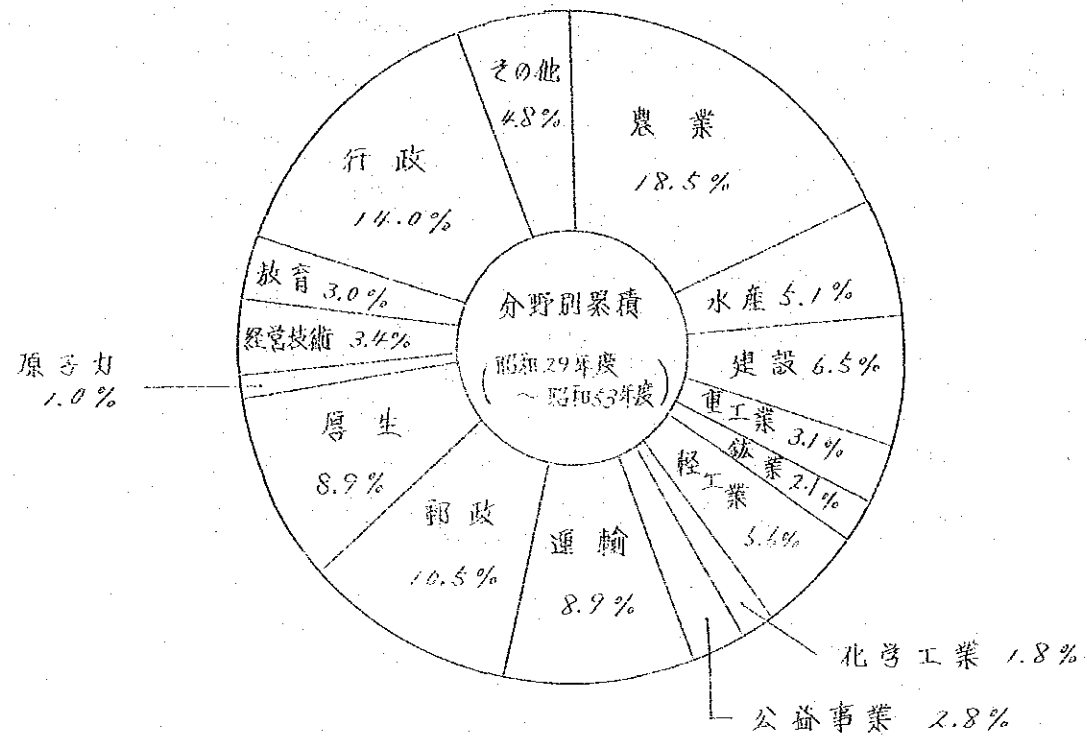 分野別累積
(昭和29年度
～昭和53年度)
農業
18.5%
水産 5.1%
建設 6.5%
重工業 3.1%
鉱業 2.1%
軽工業
5.6%
化学工業 1.8%
公益事業 2.8%
運輸
8.9%
郵政
10.5%
厚生
8.9%
原子力
1.0%
経営技術 3.4%
教育 3.0%
行政
14.0%
その他
4.8%